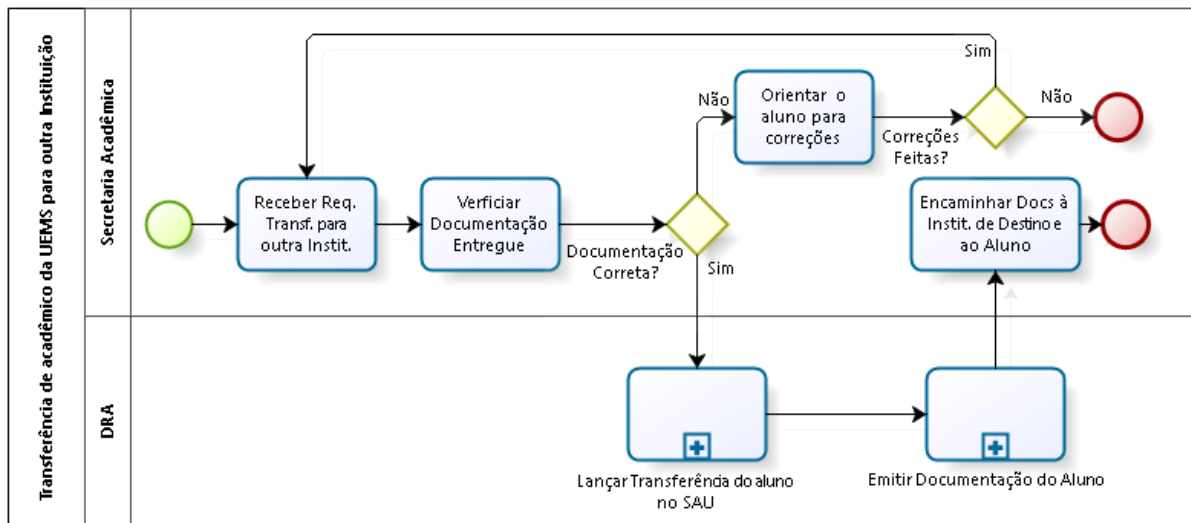 Transferência de acadêmico da UEMS para outra Instituição
Secretaria Acadêmica
Sim
Não
Orientar o
aluno para
correções
Correções
Feitas?
Não
Receber Req.
Transf. para
outra Instit.
Verficiar
Documentação
Entregue
Documentação
Correta?
Sim
Encaminhar Docs à
Instit. de Destino e
ao Aluno
DRA
Lançar Transferência do aluno
no SAU
Emitir Documentação do Aluno